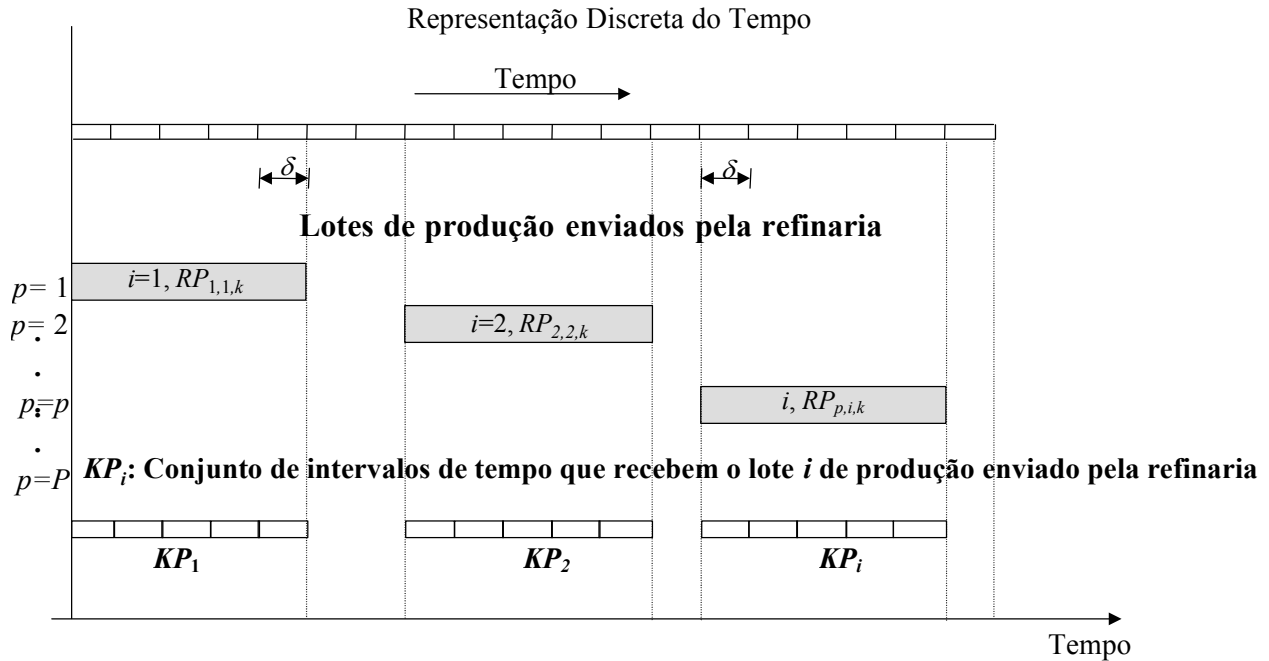 Representação Discreta do Tempo
Tempo
δ
δ
Lotes de produção enviados pela refinaria
p= 1
i=1, RP1,1,k
p= 2
i=2, RP2,2,k
p=p
i, RPp,i,k
p=P
KPi: Conjunto de intervalos de tempo que recebem o lote i de produção enviado pela refinaria
KP1
KP2
KPi
Tempo